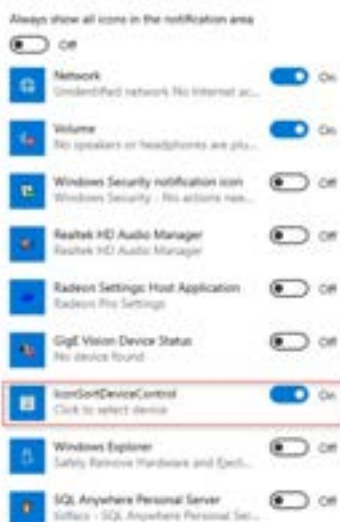 Always show all icons in the notification area
Off
Network
On
Unidentified network No Internet ac...
Volume
On
No speakers or headphones are plu...
Windows Security notification icon
Off
Windows Security - No actions nee...
Realtek HD Audio Manager
Off
Realtek HD Audio Manager
Radeon Settings: Host Application
Off
Radeon Pro Settings
GigE Vision Device Status
Off
No device found
IconSortDeviceControl
On
Click to select device
Windows Explorer
Off
Safely Remove Hardware and Eject...
SQL Anywhere Personal Server
Off
- SQL Anywhere Personal Ser...